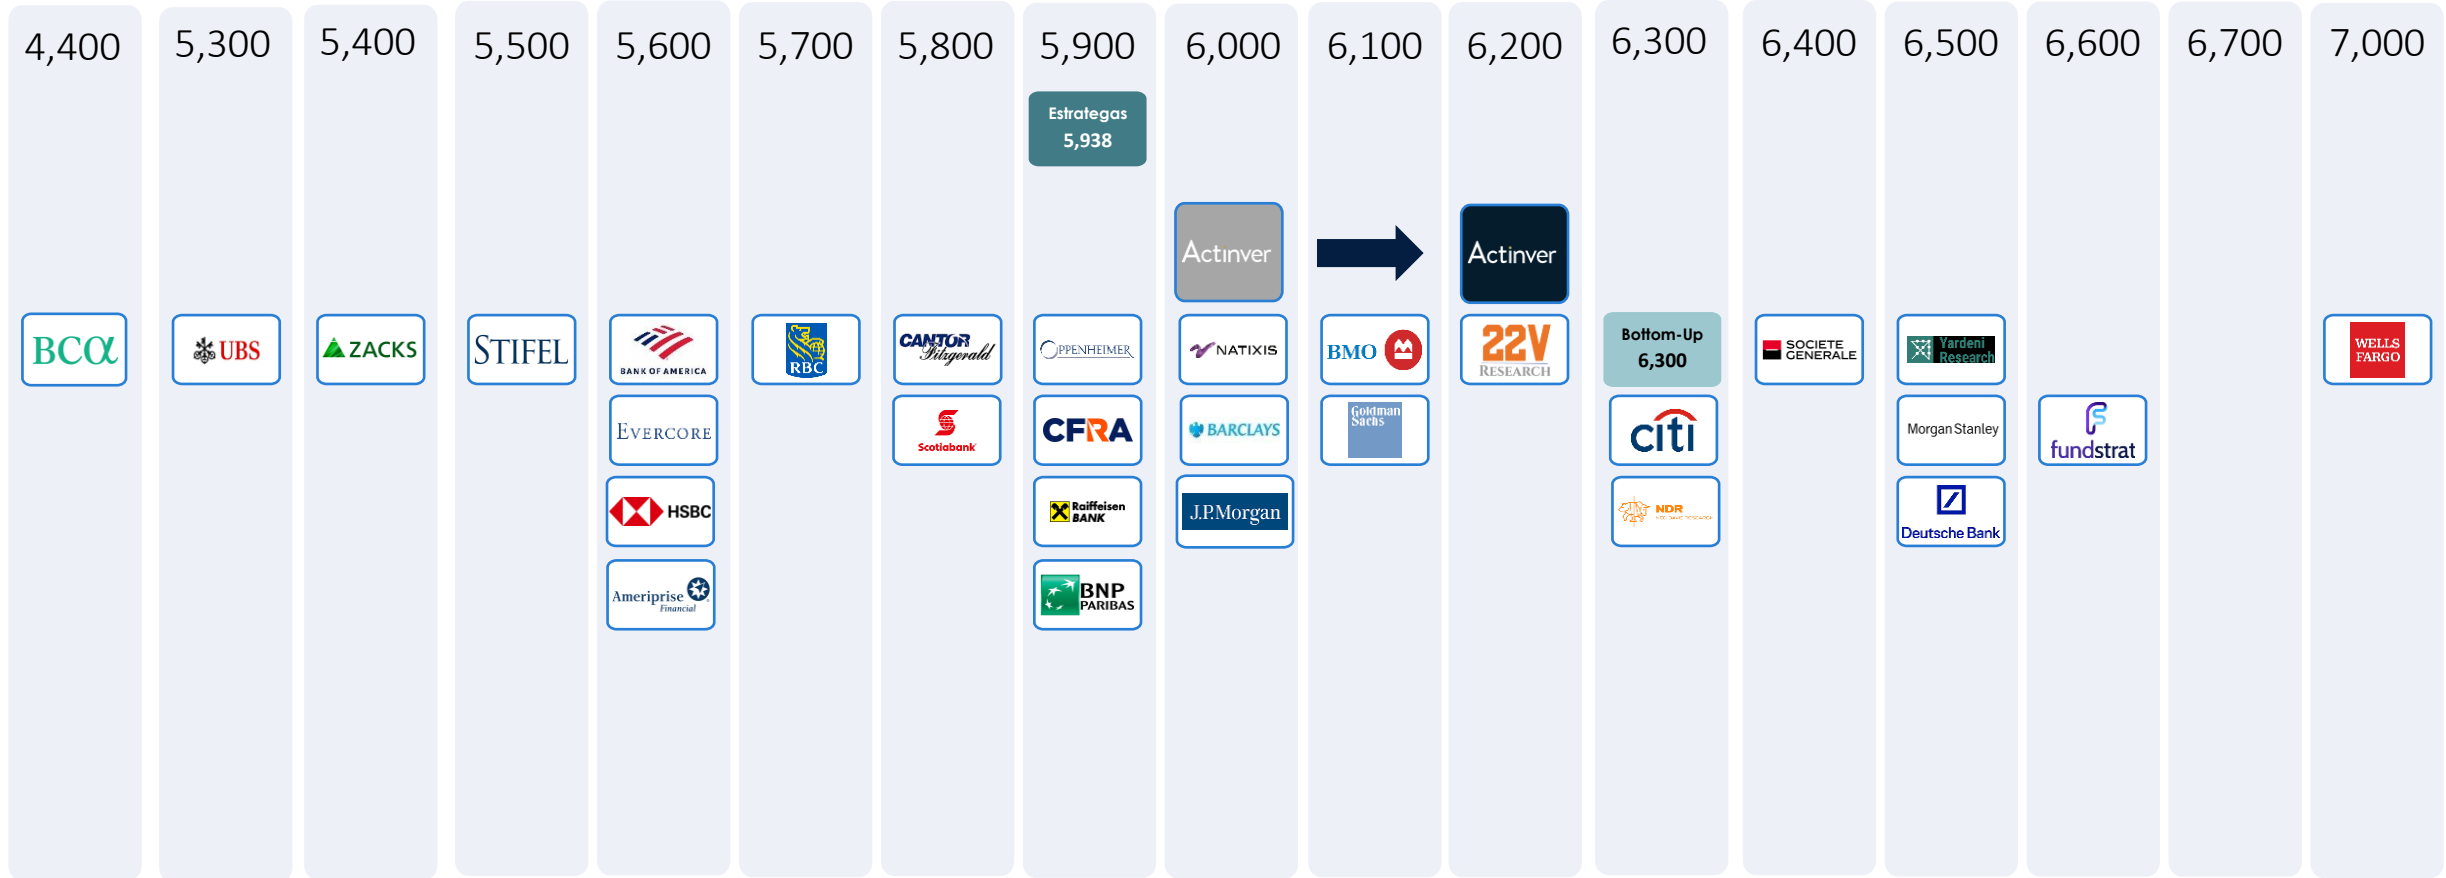 4,400
5,300
5,400
5,500
5,600
5,700
5,800
5,900
6,000
6,100
6,200
6,300
6,400
6,500
6,600
6,700
7,000
Estrategas
5,938
Actinver
Actinver
BCα
UBS
ZACKS
STIFEL
BANK OF AMERICA
RBC
CANTOR
Fitzgerald
OPPENHEIMER
NATIXIS
BMO
22V
RESEARCH
Bottom-Up
6,300
SOCIETE
GENERALE
Yardeni
Research
WELLS
FARGO
EVERCORE
Scotiabank
CFRA
BARCLAYS
Goldman
Sachs
citi
Morgan Stanley
fundstrat
HSBC
Raiffeisen
BANK
J.P.Morgan
NDR
Deutsche Bank
Ameriprise
Financial
BNP
PARIBAS